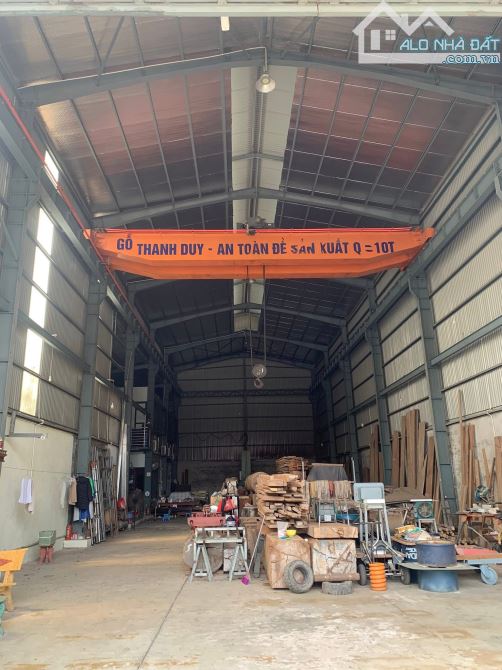 ALO NHÀ ĐẤT
.com.vn
GỖ THANH DUY - AN TOÀN ĐỂ SẢN XUẤT Q = 10T